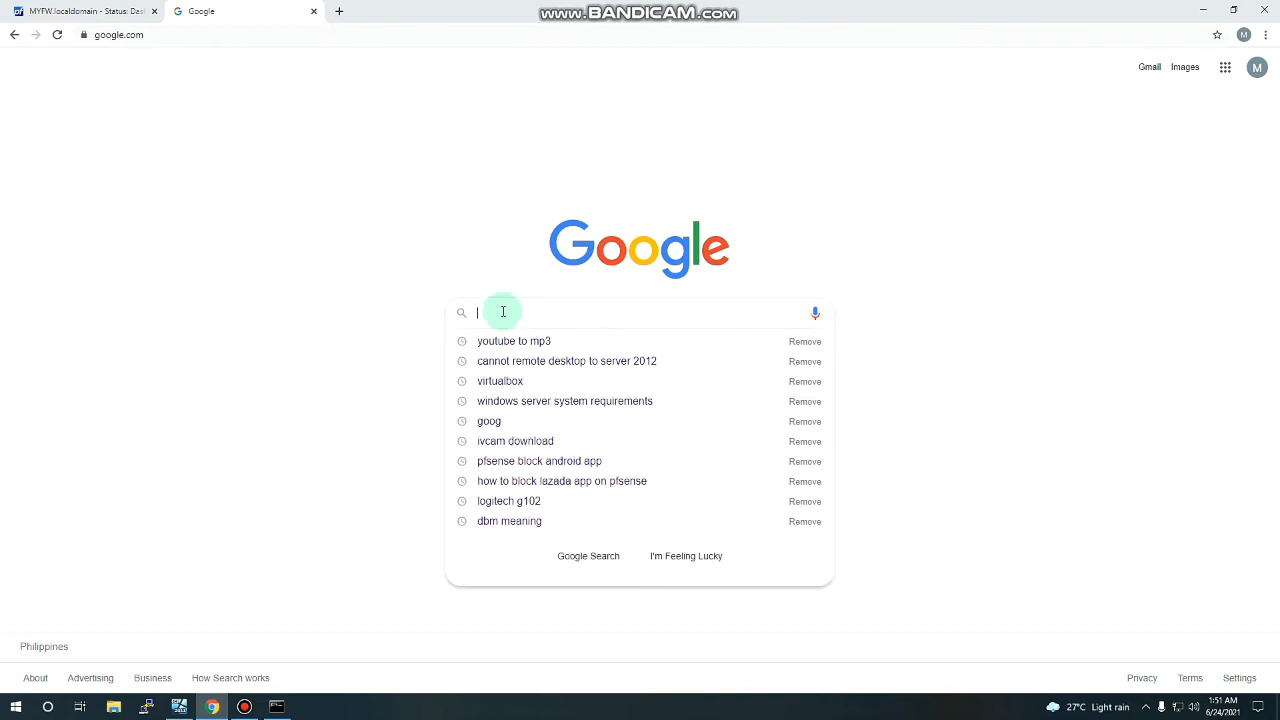 MYFW.localdomain - Status: Das
Google
www.BANDICAM.com
google.com
M
Gmail
Images
M
Google
youtube to mp3
Remove
cannot remote desktop to server 2012
Remove
virtualbox
Remove
windows server system requirements
Remove
goog
Remove
ivcam download
Remove
pfsense block android app
Remove
how to block lazada app on pfsense
Remove
logitech g102
Remove
dbm meaning
Remove
Google Search
I'm Feeling Lucky
Philippines
About
Advertising
Business
How Search works
Privacy
Terms
Settings
27°C Light rain
1:51 AM
6/24/2021